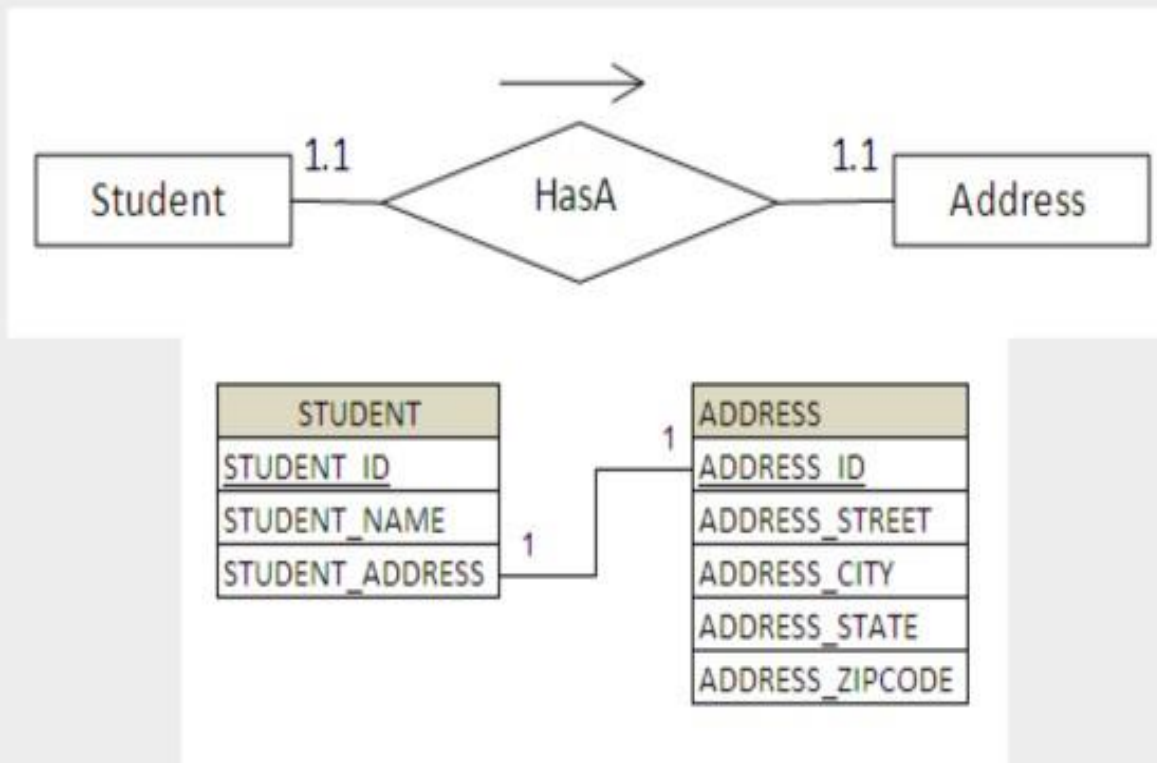 1.1
1.1
Student
HasA
Address
STUDENT
STUDENT_ID
STUDENT_NAME
STUDENT_ADDRESS
1
1
ADDRESS
ADDRESS_ID
ADDRESS_STREET
ADDRESS_CITY
ADDRESS_STATE
ADDRESS_ZIPCODE